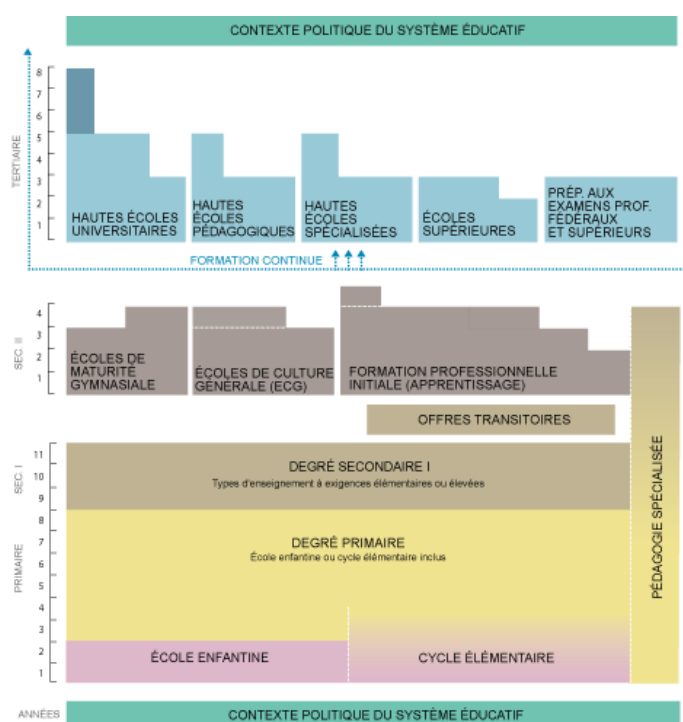 CONTEXTE POLITIQUE DU SYSTÈME ÉDUCATIF
TERTIAIRE
8
7
6
5
4
3
2
1
HAUTES ÉCOLES
UNIVERSITAIRES
HAUTES
ÉCOLES
PÉDAGOGIQUES
HAUTES
ÉCOLES
SPÉCIALISÉES
ÉCOLES
SUPÉRIEURES
PRÉP. AUX
EXAMENS PROF.
FÉDÉRAUX
ET SUPÉRIEURS
FORMATION CONTINUE
SEC. II
4
3
2
1
ÉCOLES DE
MATURITÉ
GYMNASIALE
ÉCOLES DE CULTURE
GÉNÉRALE (ECG)
FORMATION PROFESSIONNELLE
INITIALE (APPRENTISSAGE)
OFFRES TRANSITOIRES
PÉDAGOGIE SPÉCIALISÉE
SEC. I
11
10
9
DEGRÉ SECONDAIRE I
Types d'enseignement à exigences élémentaires ou élevées
PRIMAIRE
8
7
6
5
4
3
2
1
DEGRÉ PRIMAIRE
École enfantine ou cycle élémentaire inclus
ÉCOLE ENFANTINE
CYCLE ÉLÉMENTAIRE
ANNÉES
CONTEXTE POLITIQUE DU SYSTÈME ÉDUCATIF